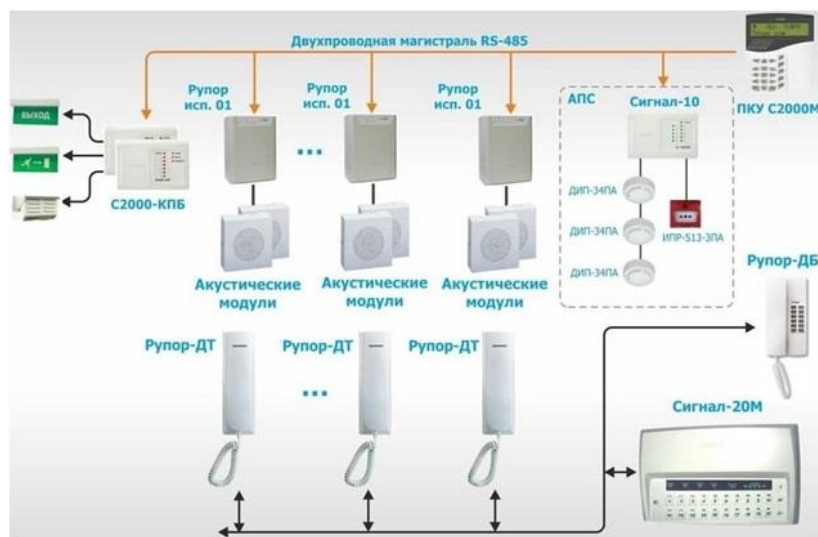 Двухпроводная магистраль RS-485
Рупор
исп. 01
Рупор
исп. 01
Рупор
исп. 01
АПС
Сигнал-10
ПКУ С2000М
ВЫХОД
С2000-КПБ
...
ДИП-34ПА
ДИП-34ПА
ДИП-34ПА
ИПР-513-3ПА
Акустические
модули
Акустические
модули
Акустические
модули
Рупор-ДБ
Рупор-ДТ
Рупор-ДТ
Рупор-ДТ
...
Сигнал-20М